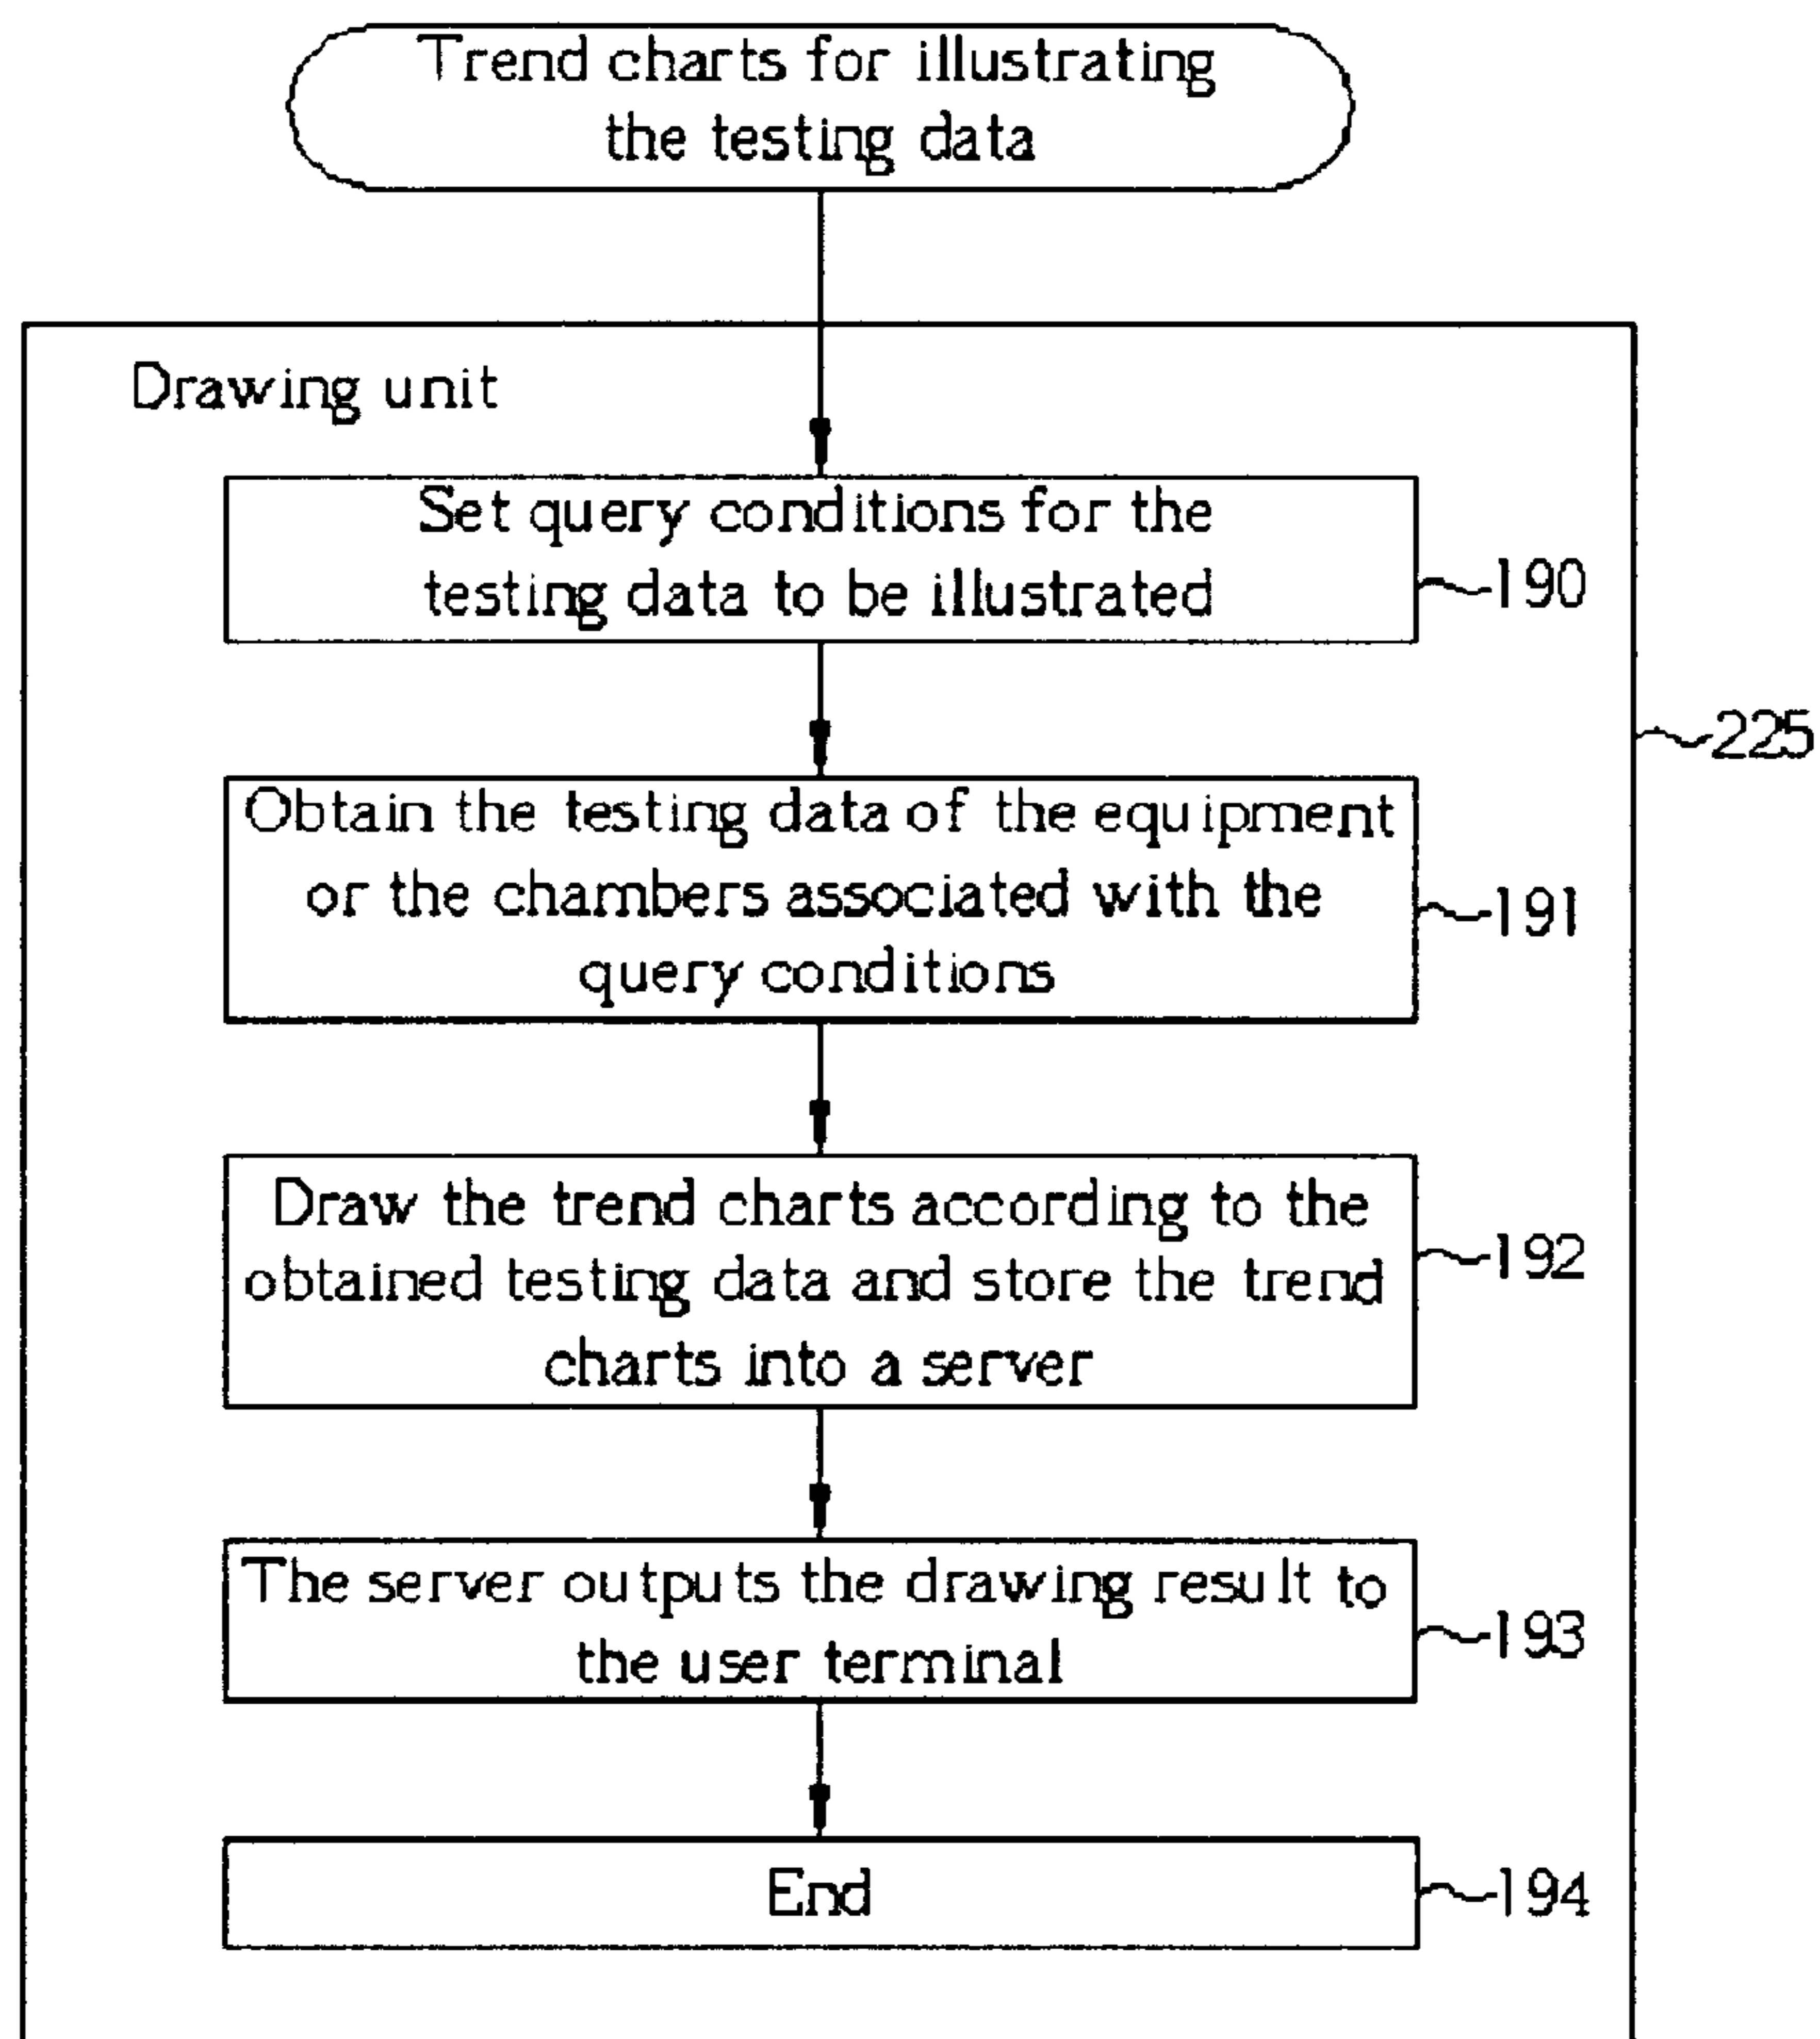 Trend charts for illustrating
the testing data
Drawing unit
Set query conditions for the
testing data to be illustrated
190
225
Obtain the testing data of the equipment
or the chambers associated with the
query conditions
191
Draw the trend charts according to the
obtained testing data and store the trend
charts into a server
192
The server outputs the drawing result to
the user terminal
193
End
194